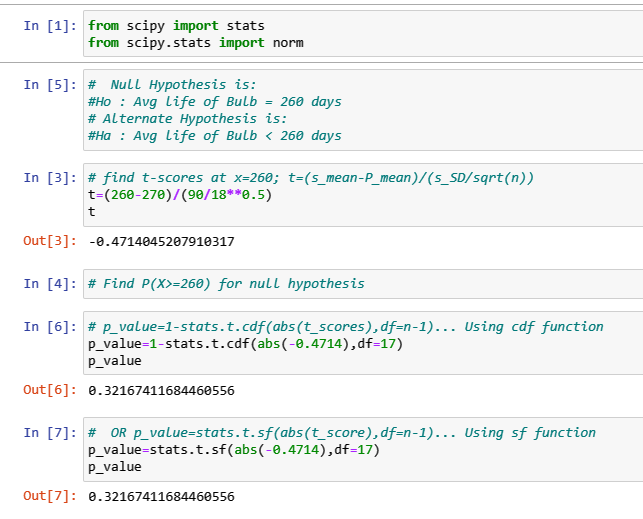 In [1]: from scipy import stats
from scipy.stats import norm
In [5]: #  Null Hypothesis is:
#Ho : Avg life of Bulb = 260 days
# Alternate Hypothesis is:
#Ha : Avg life of Bulb < 260 days
In [3]: # find t-scores at x=260; t=(s_mean-P_mean)/(s_SD/sqrt(n))
t=(260-270)/(90/18**0.5)
t
Out[3]: -0.4714045207910317
In [4]: # Find P(X>=260) for null hypothesis
In [6]: # p_value=1-stats.t.cdf(abs(t_scores),df=n-1)... Using cdf function
p_value=1-stats.t.cdf(abs(-0.4714),df=17)
p_value
Out[6]: 0.32167411684460556
In [7]: #  OR p_value=stats.t.sf(abs(t_score),df=n-1)... Using sf function
p_value=stats.t.sf(abs(-0.4714),df=17)
p_value
Out[7]: 0.32167411684460556